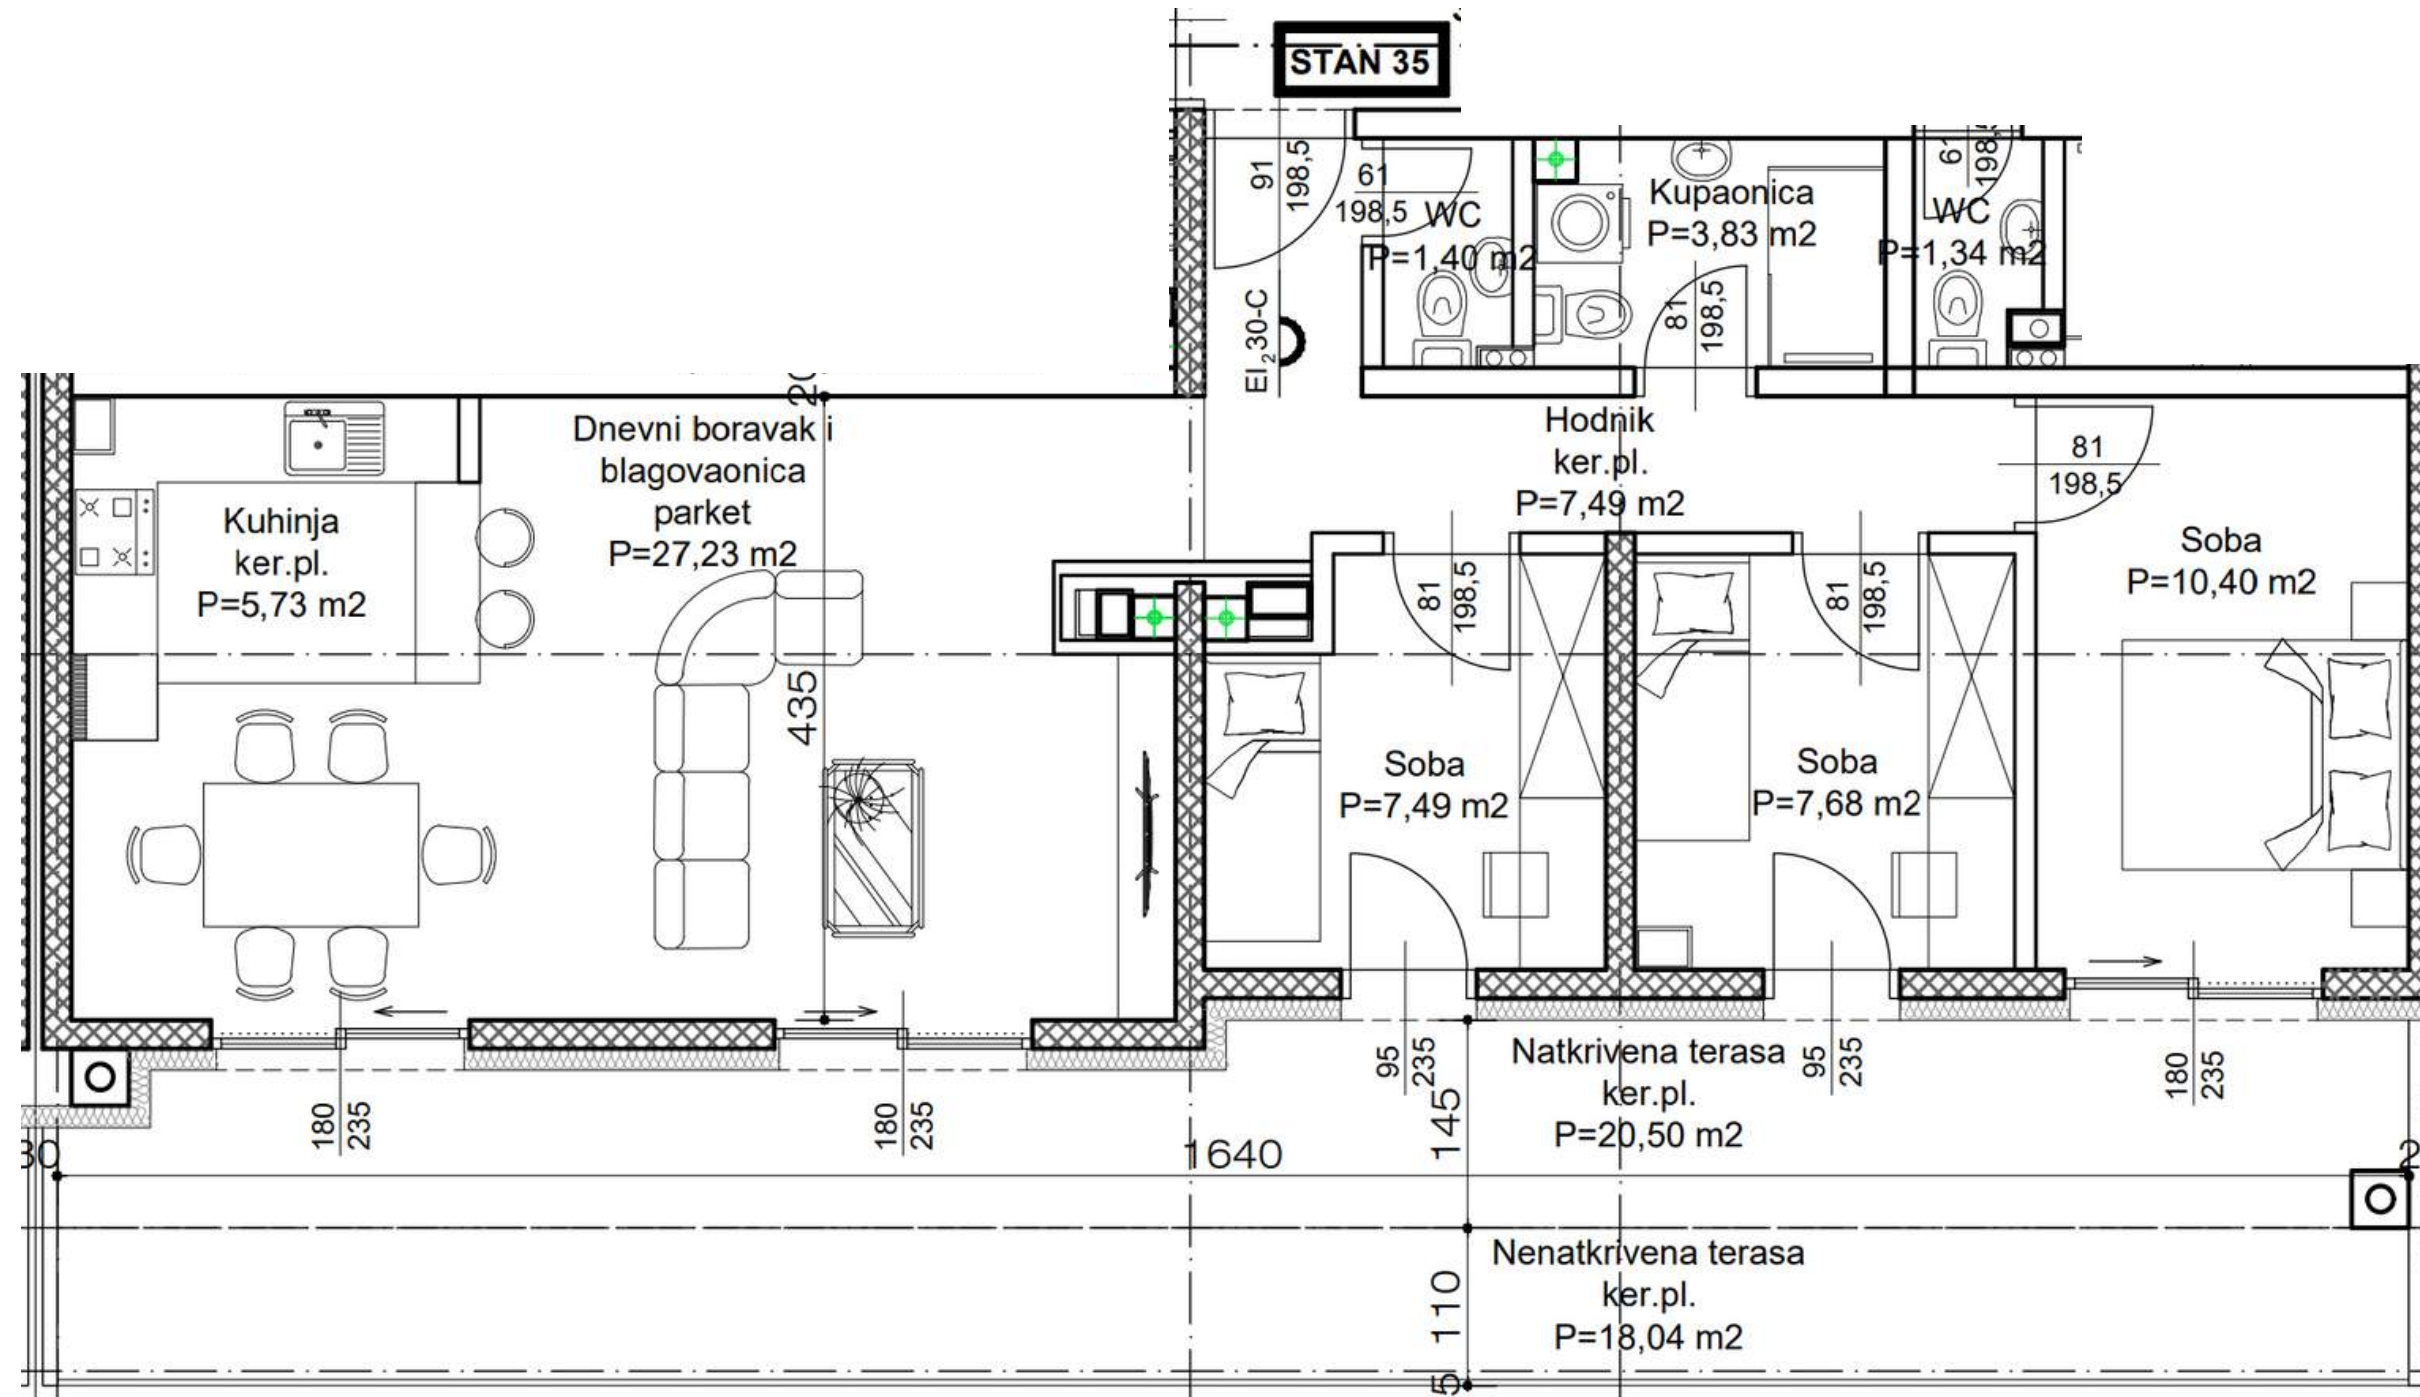 STAN 35
91
198,5
EI₂30-C
61
198,5
WC
P=1,40 m2
Kupaonica
P=3,83 m2
81
198,5
WC
P=1,34 m2
Kuhinja
ker.pl.
P=5,73 m2
Dnevni boravak i
blagovaonica
parket
P=27,23 m2
435
Hodnik
ker.pl.
P=7,49 m2
81
198,5
Soba
P=10,40 m2
81
198,5
81
198,5
Soba
P=7,49 m2
Soba
P=7,68 m2
180
235
180
235
95
235
95
235
180
235
Natkrivena terasa
ker.pl.
P=20,50 m2
145
1640
Nenatkrivena terasa
ker.pl.
P=18,04 m2
110
5